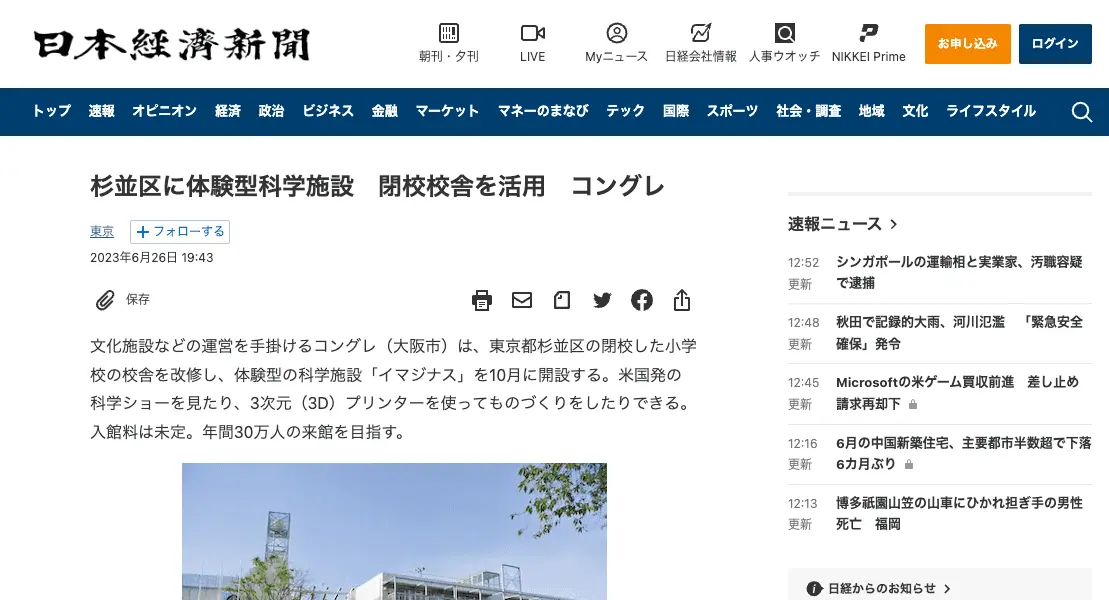 日本経済新聞
朝刊・夕刊 LIVE Myニュース 日経会社情報 人事ウオッチ NIKKEI Prime
お申し込み ログイン
トップ 速報 オピニオン 経済 政治 ビジネス 金融 マーケット マネーのまなび テック 国際 スポーツ 社会・調査 地域 文化 ライフスタイル
杉並区に体験型科学施設　閉校校舎を活用　コングレ
東京 フォローする
2023年6月26日 19:43
保存
文化施設などの運営を手掛けるコングレ（大阪市）は、東京都杉並区の閉校した小学
校の校舎を改修し、体験型の科学施設「イマジナス」を10月に開設する。米国発の
科学ショーを見たり、3次元（3D）プリンターを使ってものづくりをしたりできる。
入館料は未定。年間30万人の来館を目指す。
速報ニュース
12:52 シンガポールの運輸相と実業家、汚職容疑
更新 で逮捕
12:48 秋田で記録的大雨、河川氾濫　「緊急安全
更新 確保」発令
12:45 Microsoftの米ゲーム買収前進　差し止め
更新 請求再却下
12:16 6月の中国新築住宅、主要都市半数超で下落
更新 6カ月ぶり
12:13 博多祇園山笠の山車にひかれ担ぎ手の男性
更新 死亡　福岡
日経からのお知らせ